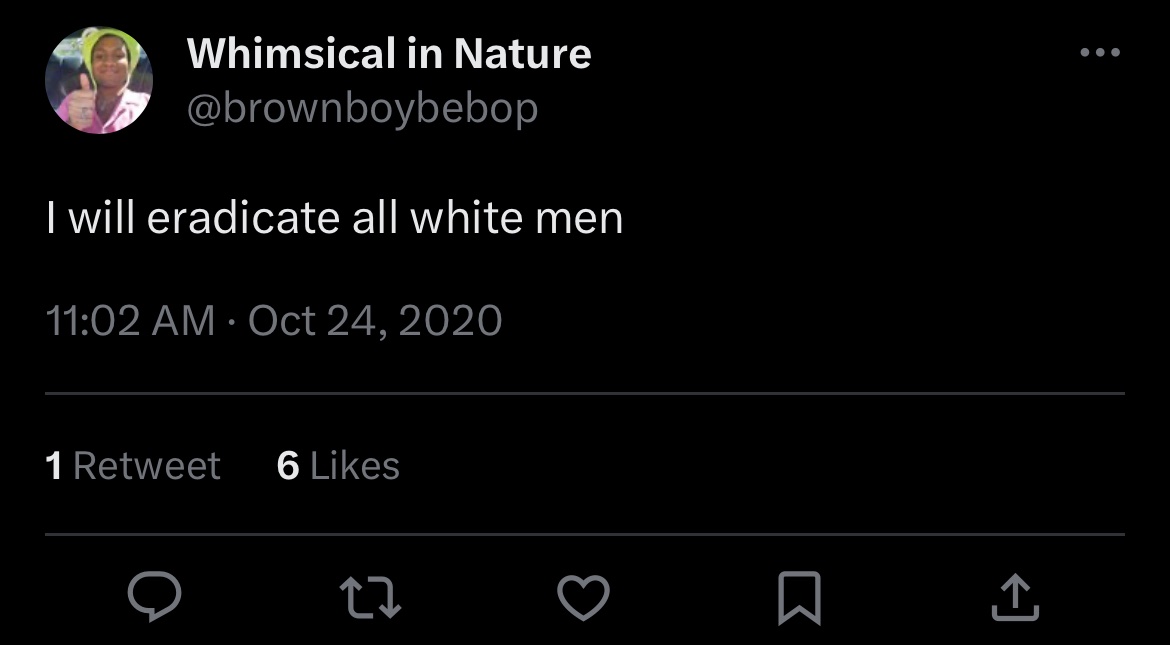 Whimsical in Nature
@brownboybebop
I will eradicate all white men
11:02 AM · Oct 24, 2020
1 Retweet 6 Likes